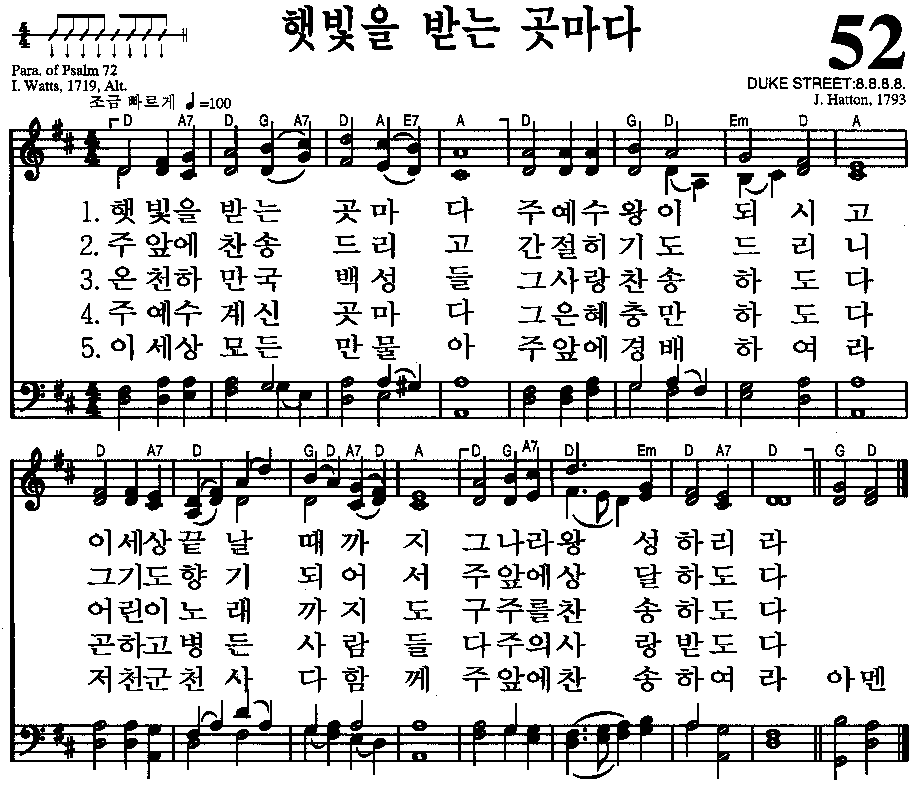 햇빛을 받는 곳마다
52
Para. of Psalm 72
I. Watts, 1719, Alt.
DUKE STREET:8.8.8.8.
J. Hatton, 1793
조금 빠르게 ♩=100
D A7 D G A7 D A E7 A D G D Em D A
1. 햇빛을 받는 곳마다 주예수왕이 되시고
2. 주앞에 찬송 드리고 간절히기도 드리니
3. 온천하 만국 백성들 그사랑찬송 하도다
4. 주예수 계신 곳마다 그은혜충만 하도다
5. 이세상 모든 만물아 주앞에경배 하여라
D A7 D G D A7 D A D G A7 D Em D A7 D G D
이세상끝날 때까지 그나라왕성하리라
그기도향기 되어서 주앞에상달하도다
어린이노래 까지도 구주를찬송하도다
곤하고병든 사람들 다주의사랑받도다
저천군천사 다함께 주앞에찬송하여라 아멘